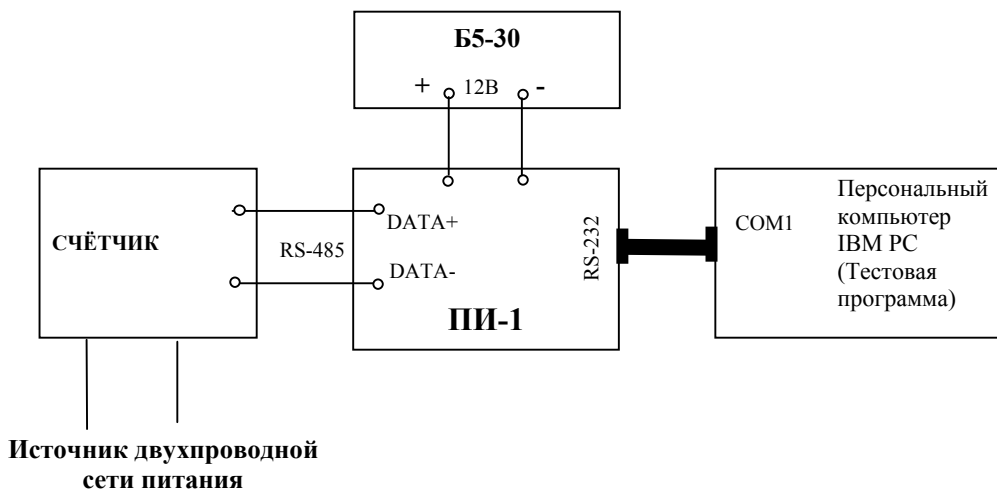 Б5-30
+ 12В -
СЧЁТЧИК
RS-485
DATA+
DATA-
ПИ-1
RS-232
COM1
Персональный
компьютер
IBM PC
(Тестовая
программа)
Источник двухпроводной
сети питания